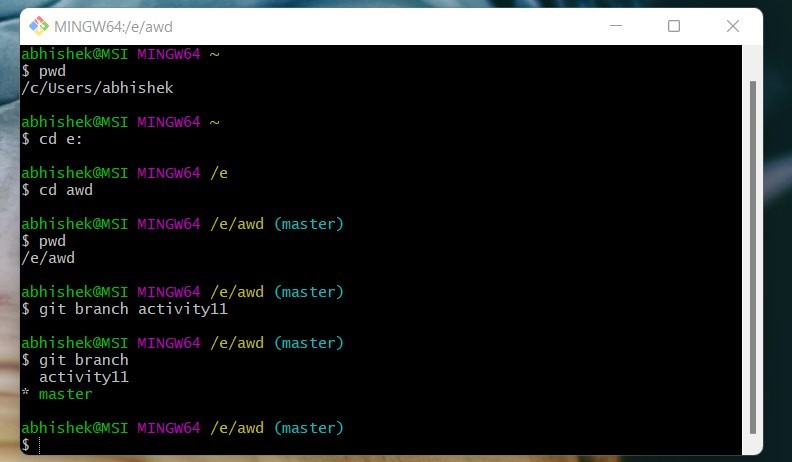 MINGW64:/e/awd
abhishek@MSI MINGW64 ~
$ pwd
/c/Users/abhishek
abhishek@MSI MINGW64 ~
$ cd e:
abhishek@MSI MINGW64 /e
$ cd awd
abhishek@MSI MINGW64 /e/awd (master)
$ pwd
/e/awd
abhishek@MSI MINGW64 /e/awd (master)
$ git branch activity11
abhishek@MSI MINGW64 /e/awd (master)
$ git branch
  activity11
* master
abhishek@MSI MINGW64 /e/awd (master)
$